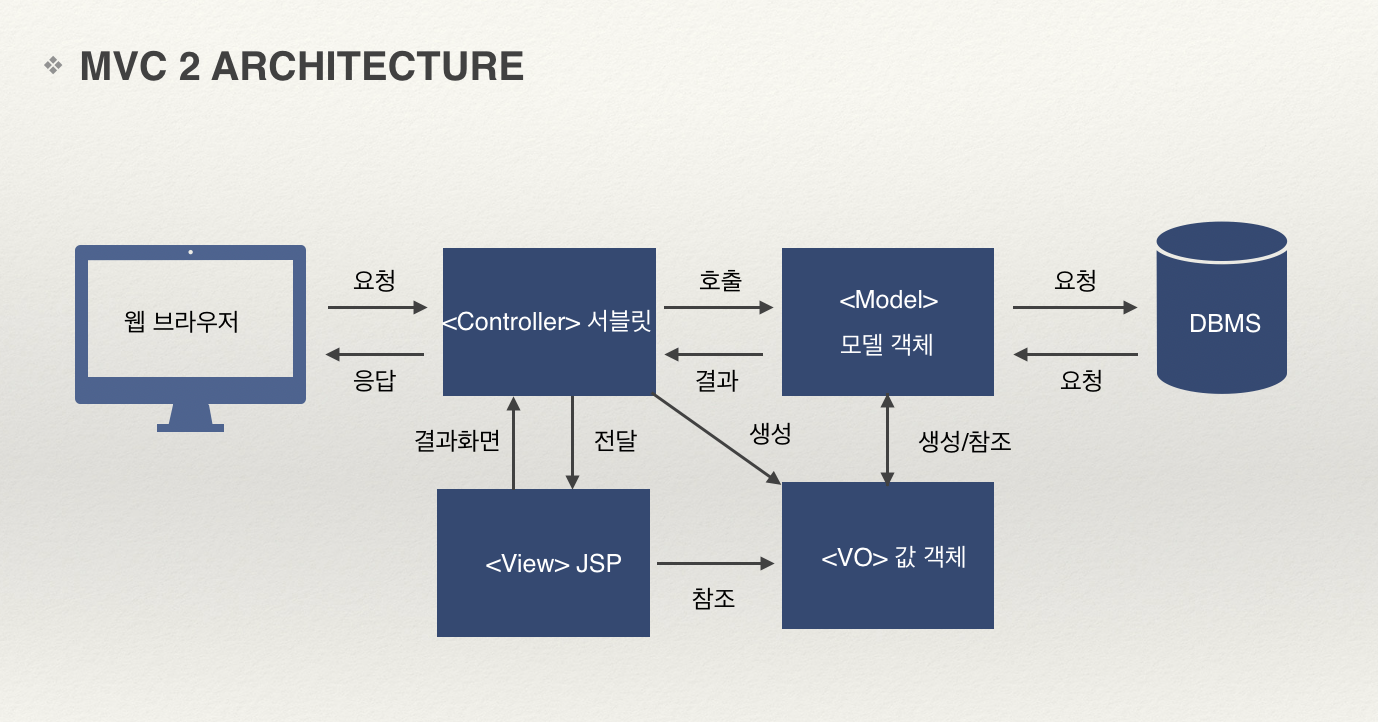 ❖ MVC 2 ARCHITECTURE
웹 브라우저
요청
응답
<Controller> 서블릿
호출
결과
<Model>
모델 객체
요청
요청
DBMS
결과화면
전달
생성
생성/참조
<View> JSP
참조
<VO> 값 객체